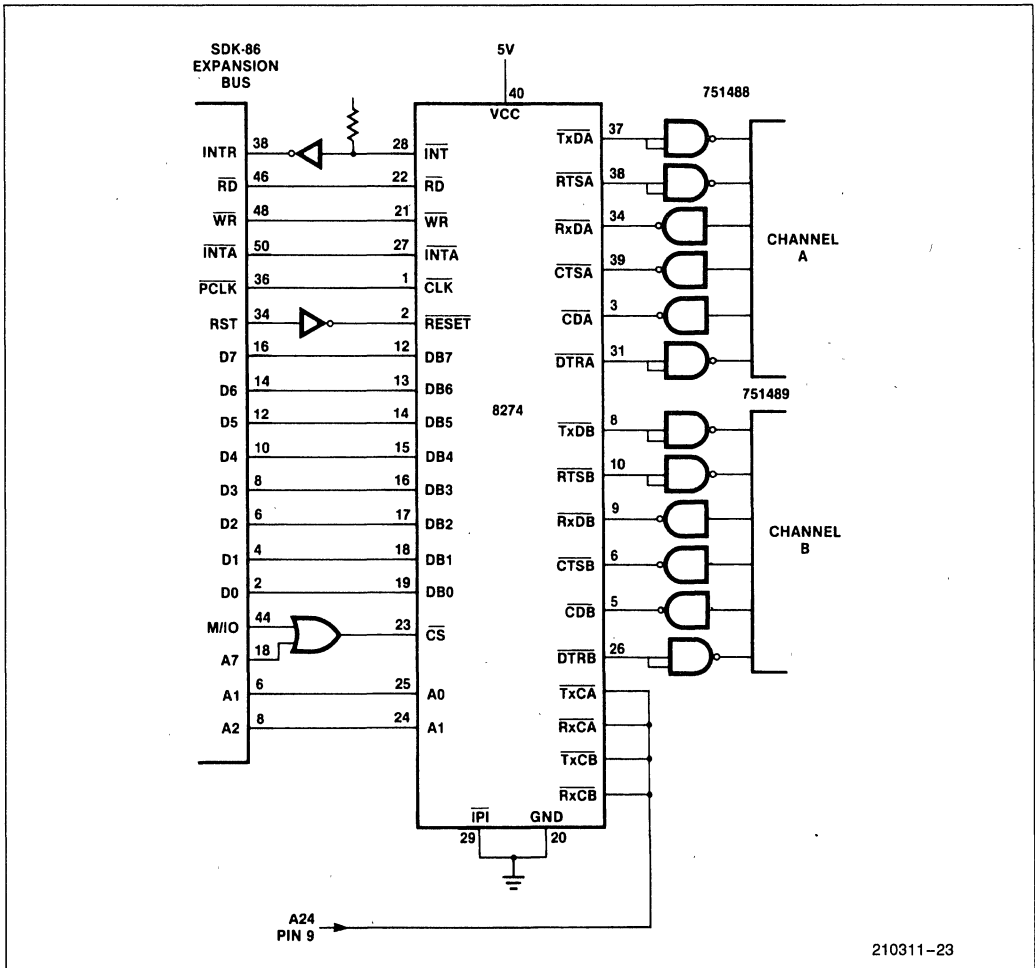 SDK-86
EXPANSION
BUS
5V
40
VCC
751488
INTR 38 28 INT
RD 46 22 RD
WR 48 21 WR
INTA 50 27 INTA
PCLK 36 1 CLK
RST 34 2 RESET
D7 16 12 DB7
D6 14 13 DB6
D5 12 14 DB5
D4 10 15 DB4
D3 8 16 DB3
D2 6 17 DB2
D1 4 18 DB1
D0 2 19 DB0
M/IO 44
23 CS
A7 18
A1 6 25 A0
A2 8 24 A1
8274
TxDA 37
RTSA 38
RxDA 34
CTSA 39
CDA 3
DTRA 31
CHANNEL
A
751489
TxDB 8
RTSB 10
RxDB 9
CTSB 6
CDB 5
DTRB 26
CHANNEL
B
TxCA
RxCA
TxCB
RxCB
IPI GND
29 20
A24
PIN 9
210311-23